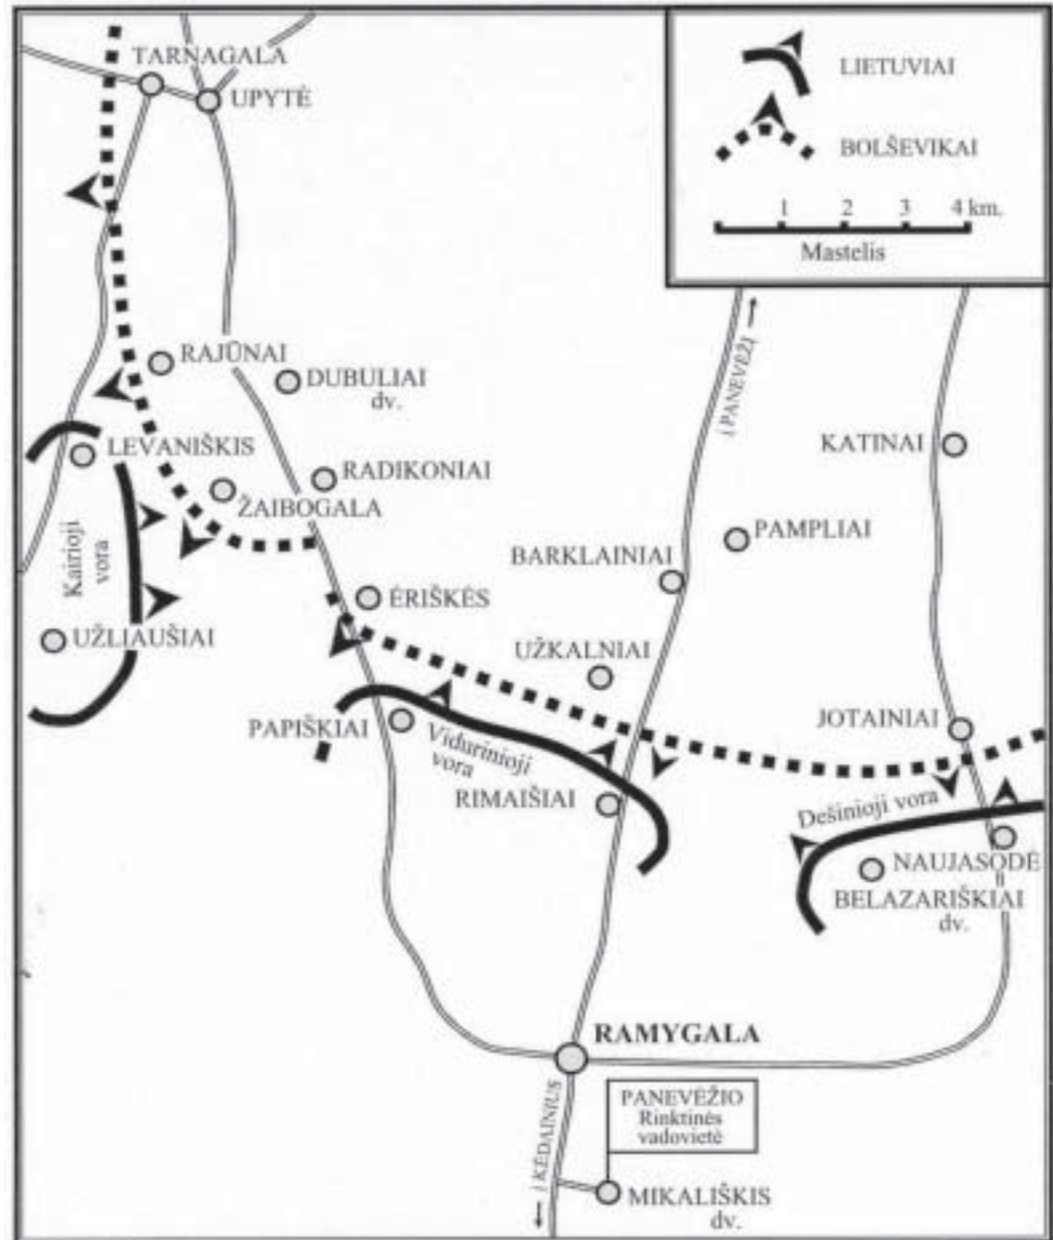 TARNAGALA
UPYTĖ
LIETUVIAI
BOLŠEVIKAI
1 2 3 4 km.
Mastelis
RAJŪNAI
DUBULIAI
dv.
Į PANEVĖŽĮ
LEVANIŠKIS
RADIKONIAI
ŽAIBOGALA
KATINAI
Kairioji
vora
PAMPLIAI
BARKLAINIAI
ĖRIŠKĖS
UŽLIAUŠIAI
UŽKALNIAI
PAPIŠKIAI
Vidurinioji
vora
JOTAINIAI
RIMAIŠIAI
Dešinioji vora
NAUJASODĖ
BELAZARIŠKIAI
dv.
RAMYGALA
PANEVĖŽIO
Rinktinės
vadovietė
Į KĖDAINIUS
MIKALIŠKIS
dv.